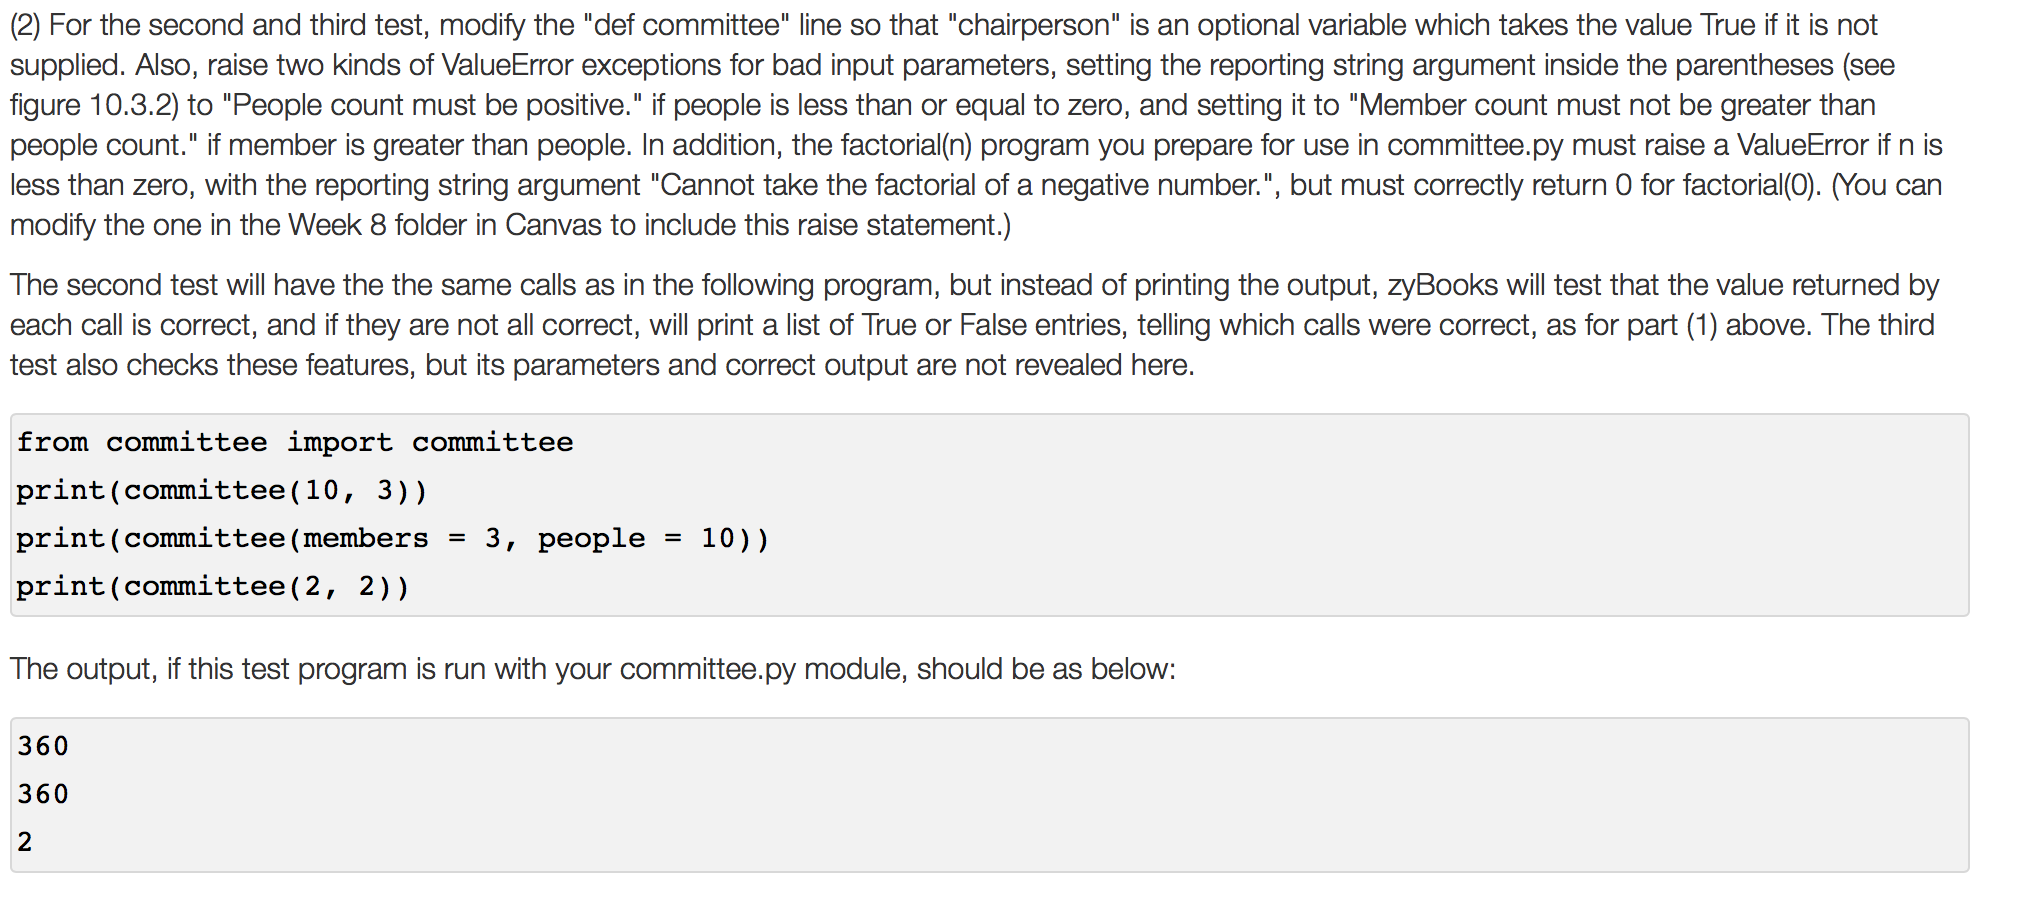 (2) For the second and third test, modify the "def committee" line so that "chairperson" is an optional variable which takes the value True if it is not
supplied. Also, raise two kinds of ValueError exceptions for bad input parameters, setting the reporting string argument inside the parentheses (see
figure 10.3.2) to "People count must be positive." if people is less than or equal to zero, and setting it to "Member count must not be greater than
people count." if member is greater than people. In addition, the factorial(n) program you prepare for use in committee.py must raise a ValueError if n is
less than zero, with the reporting string argument "Cannot take the factorial of a negative number.", but must correctly return 0 for factorial(0). (You can
modify the one in the Week 8 folder in Canvas to include this raise statement.)
The second test will have the the same calls as in the following program, but instead of printing the output, zyBooks will test that the value returned by
each call is correct, and if they are not all correct, will print a list of True or False entries, telling which calls were correct, as for part (1) above. The third
test also checks these features, but its parameters and correct output are not revealed here.
from committee import committee
print(committee(10, 3))
print(committee(members = 3, people = 10))
print(committee(2, 2))
The output, if this test program is run with your committee.py module, should be as below:
360
360
2